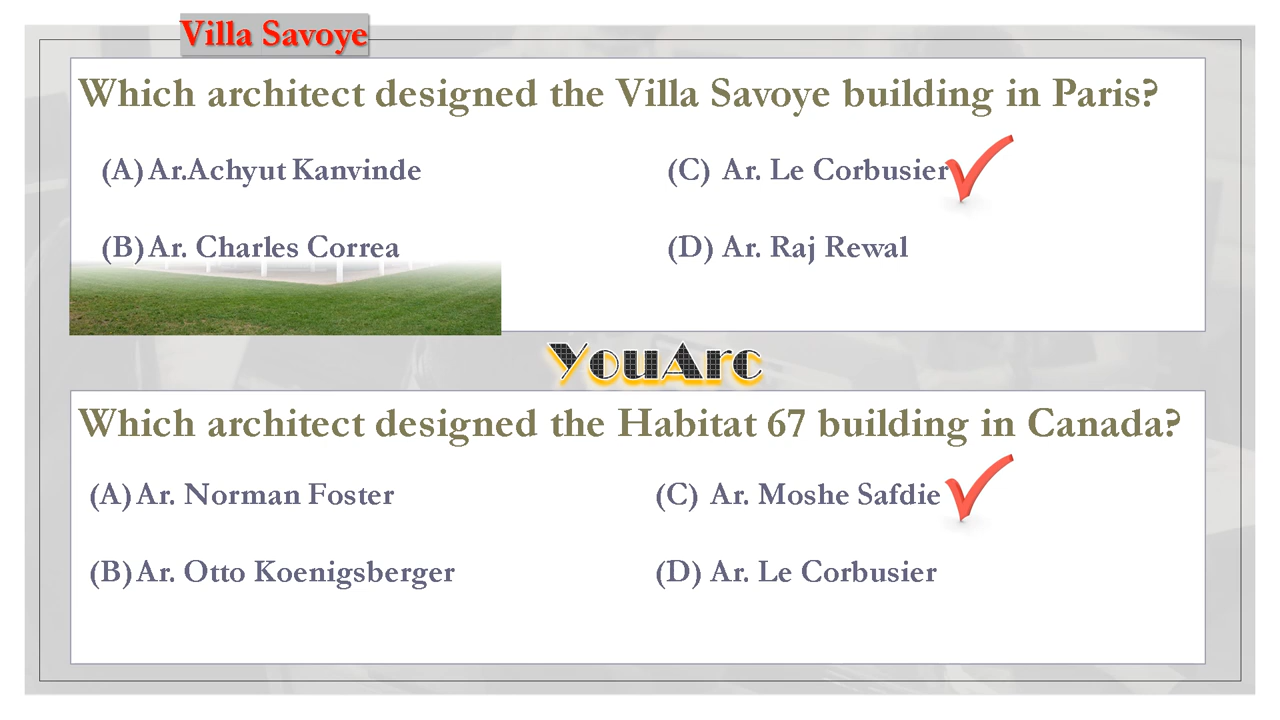 Villa Savoye
Which architect designed the Villa Savoye building in Paris?
(A) Ar.Achyut Kanvinde
(C) Ar. Le Corbusier
(B) Ar. Charles Correa
(D) Ar. Raj Rewal
YouArc
Which architect designed the Habitat 67 building in Canada?
(A) Ar. Norman Foster
(C) Ar. Moshe Safdie
(B) Ar. Otto Koenigsberger
(D) Ar. Le Corbusier